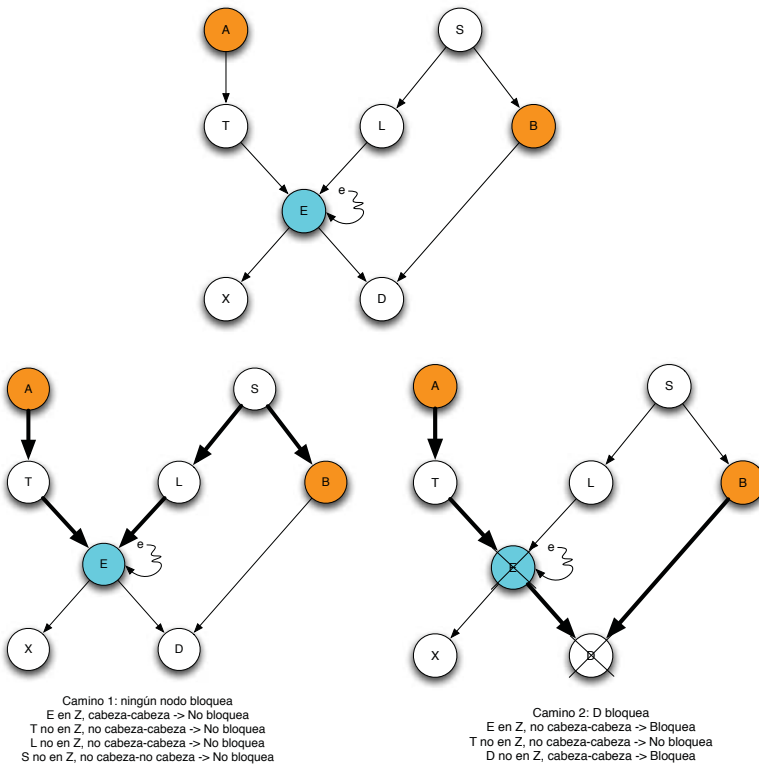 A
S
T
L
B
e
E
X
D
A
S
T
L
B
e
E
X
D
A
S
T
L
B
e
E
X
D
Camino 1: ningún nodo bloquea
E en Z, cabeza-cabeza -> No bloquea
T no en Z, no cabeza-cabeza -> No bloquea
L no en Z, no cabeza-cabeza -> No bloquea
S no en Z, no cabeza-no cabeza -> No bloquea
Camino 2: D bloquea
E en Z, no cabeza-cabeza -> Bloquea
T no en Z, no cabeza-cabeza -> No bloquea
D no en Z, cabeza-cabeza -> Bloquea